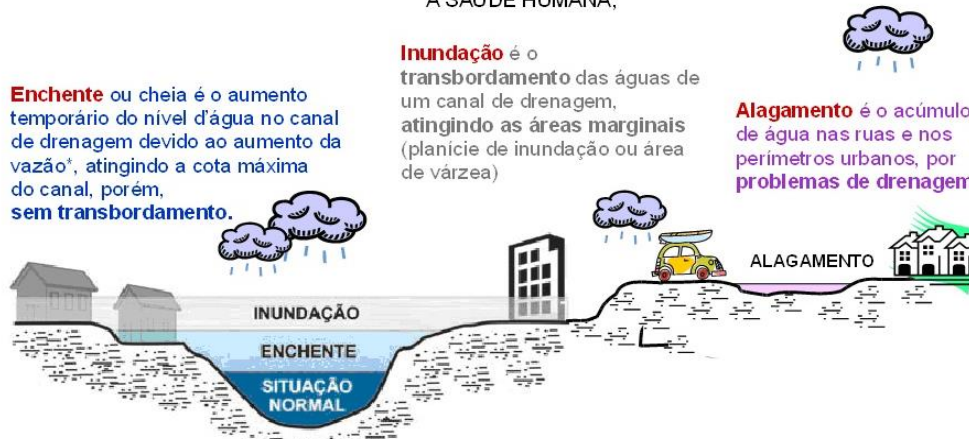 À SAÚDE HUMANA;
Enchente ou cheia é o aumento
temporário do nível d'água no canal
de drenagem devido ao aumento da
vazão*, atingindo a cota máxima
do canal, porém,
sem transbordamento.
Inundação é o
transbordamento das águas de
um canal de drenagem,
atingindo as áreas marginais
(planície de inundação ou área
de várzea)
Alagamento é o acúmulo
de água nas ruas e nos
perímetros urbanos, por
problemas de drenagem
ALAGAMENTO
INUNDAÇÃO
ENCHENTE
SITUAÇÃO
NORMAL